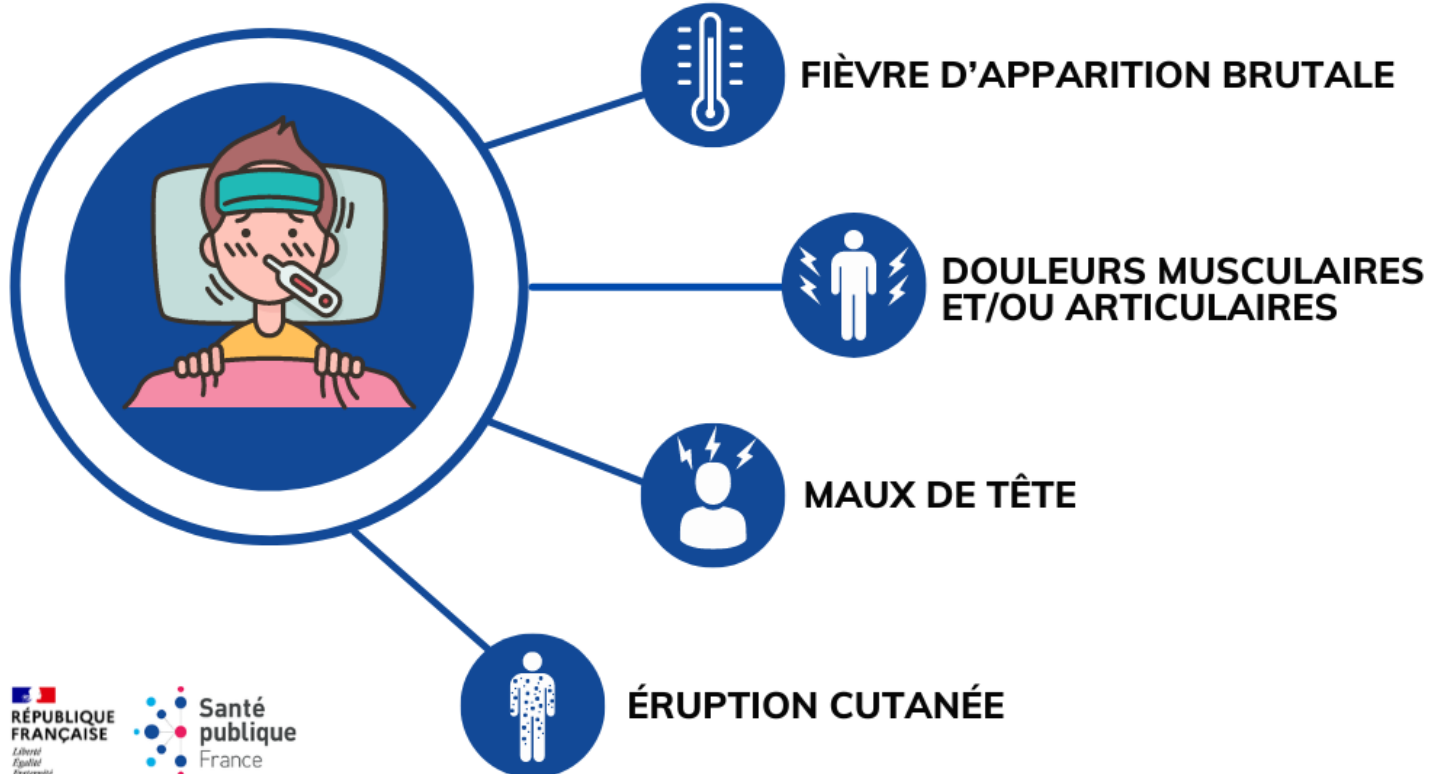 FIÈVRE D'APPARITION BRUTALE
DOULEURS MUSCULAIRES
ET/OU ARTICULAIRES
MAUX DE TÊTE
ÉRUPTION CUTANÉE
RÉPUBLIQUE
FRANÇAISE
Liberté
Égalité
Fraternité
Santé
publique
France